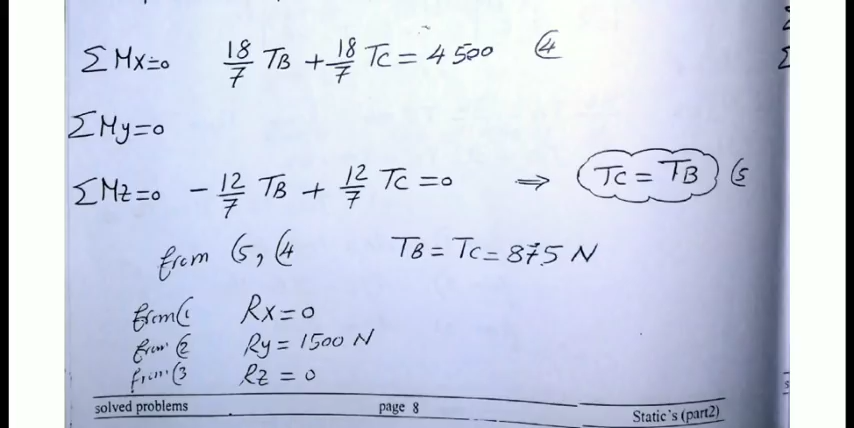 ΣMx=0 18/7 TB + 18/7 TC = 4500 (4
ΣMy=0
ΣMz=0 - 12/7 TB + 12/7 TC = 0 ⇒ TC = TB (5
from (5, (4 TB = TC = 875 N
from (1 Rx=0
from (2 Ry = 1500 N
from (3 Rz = 0
solved problems page 8 Static's (part2)